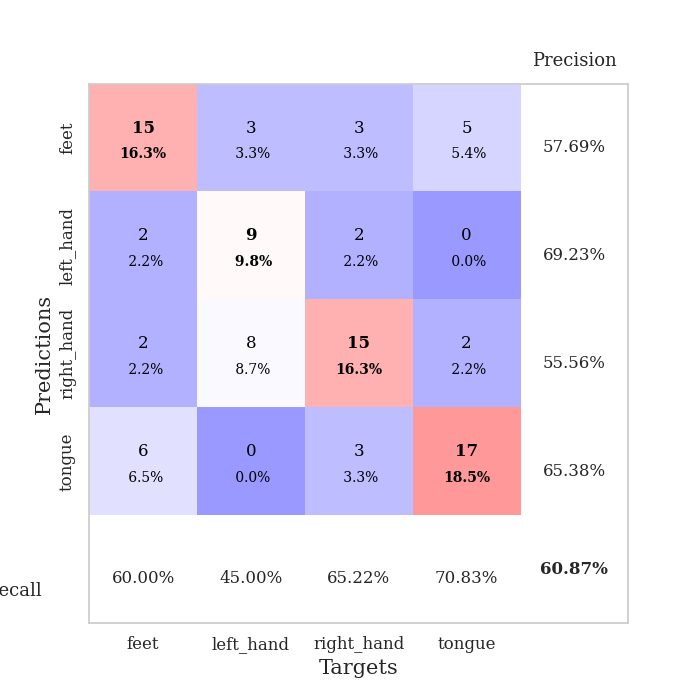 Precision
feet
15 3 3 5
16.3% 3.3% 3.3% 5.4%
57.69%
left_hand
2 9 2 0
2.2% 9.8% 2.2% 0.0%
69.23%
right_hand
2 8 15 2
2.2% 8.7% 16.3% 2.2%
55.56%
tongue
6 0 3 17
6.5% 0.0% 3.3% 18.5%
65.38%
Predictions
ecall
60.00% 45.00% 65.22% 70.83% 60.87%
feet left_hand right_hand tongue
Targets